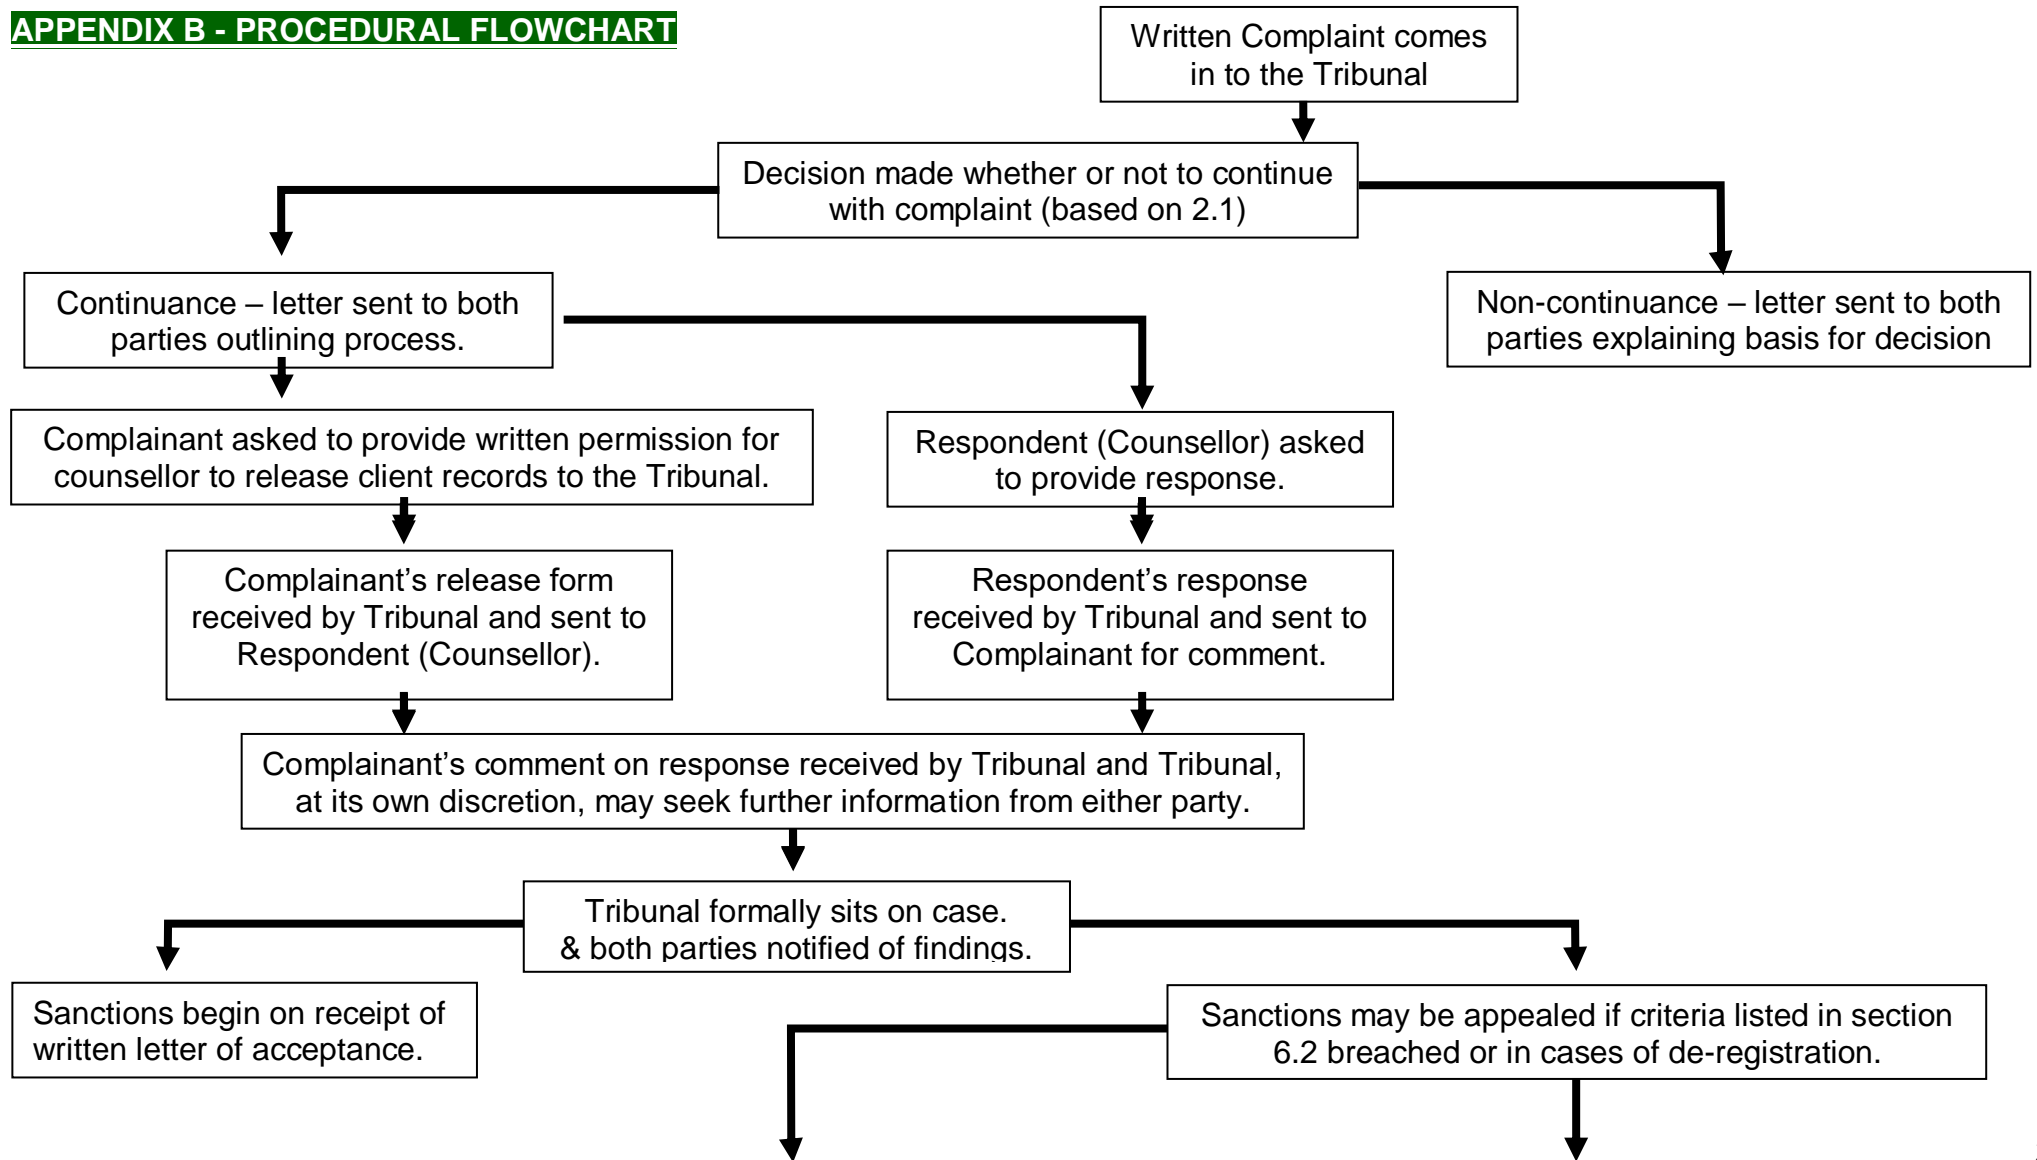 APPENDIX B - PROCEDURAL FLOWCHART
Written Complaint comes
in to the Tribunal
Decision made whether or not to continue
with complaint (based on 2.1)
Continuance – letter sent to both
parties outlining process.
Non-continuance – letter sent to both
parties explaining basis for decision
Complainant asked to provide written permission for
counsellor to release client records to the Tribunal.
Respondent (Counsellor) asked
to provide response.
Complainant’s release form
received by Tribunal and sent to
Respondent (Counsellor).
Respondent’s response
received by Tribunal and sent to
Complainant for comment.
Complainant’s comment on response received by Tribunal and Tribunal,
at its own discretion, may seek further information from either party.
Tribunal formally sits on case.
& both parties notified of findings.
Sanctions begin on receipt of
written letter of acceptance.
Sanctions may be appealed if criteria listed in section
6.2 breached or in cases of de-registration.